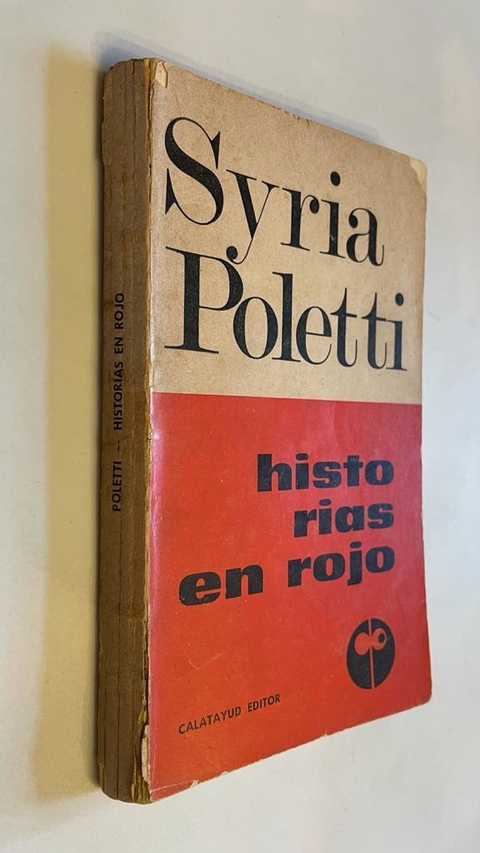 Syria
Poletti
histo
rias
en rojo
CALATAYUD EDITOR
POLETTI -- HISTORIAS EN ROJO